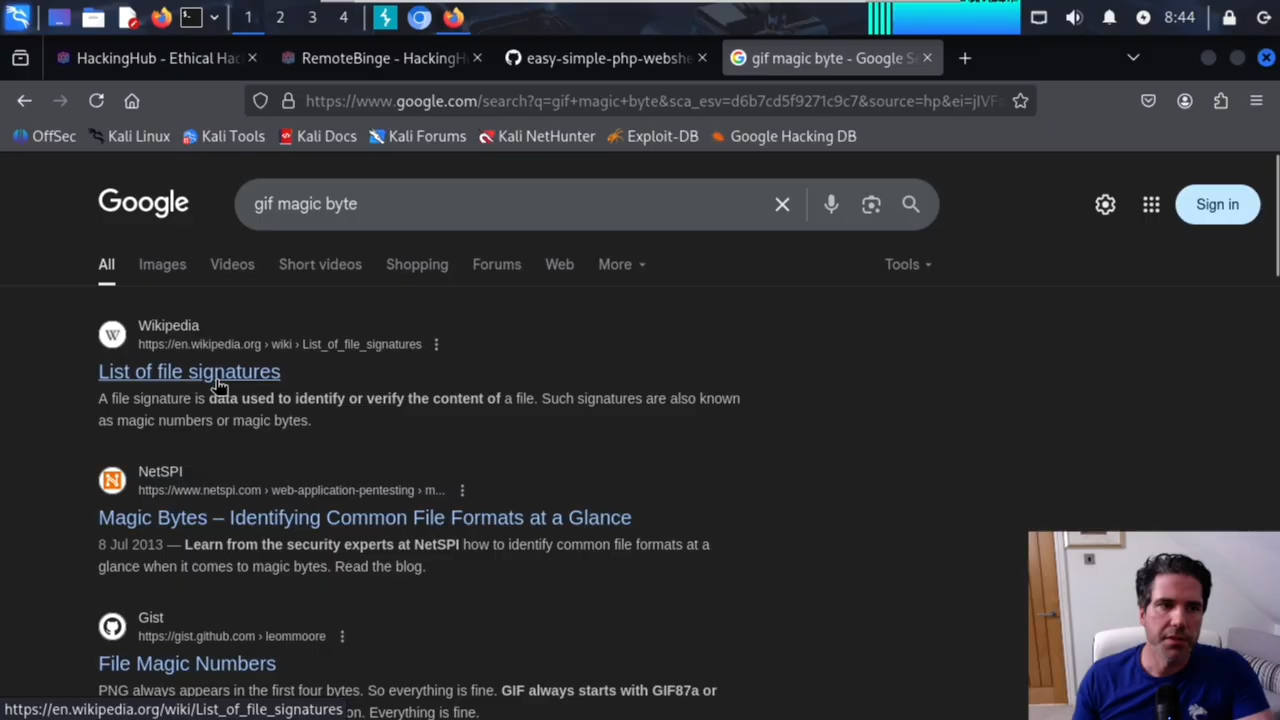 1 2 3 4 8:44
HackingHub - Ethical Hac
RemoteBinge - HackingH
easy-simple-php-webshe
gif magic byte - Google S
https://www.google.com/search?q=gif+magic+byte&sca_esv=d6b7cd5f9271c9c7&source=hp&ei=jIVF
OffSec Kali Linux Kali Tools Kali Docs Kali Forums Kali NetHunter Exploit-DB Google Hacking DB
Google
gif magic byte
Sign in
All Images Videos Short videos Shopping Forums Web More Tools
Wikipedia
https://en.wikipedia.org › wiki › List_of_file_signatures
List of file signatures
A file signature is data used to identify or verify the content of a file. Such signatures are also known
as magic numbers or magic bytes.
NetSPI
https://www.netspi.com › web-application-pentesting › m...
Magic Bytes – Identifying Common File Formats at a Glance
8 Jul 2013 — Learn from the security experts at NetSPI how to identify common file formats at a
glance when it comes to magic bytes. Read the blog.
Gist
https://gist.github.com › leommoore
File Magic Numbers
PNG always appears in the first four bytes. So everything is fine. GIF always starts with GIF87a or
https://en.wikipedia.org/wiki/List_of_file_signatures on. Everything is fine.